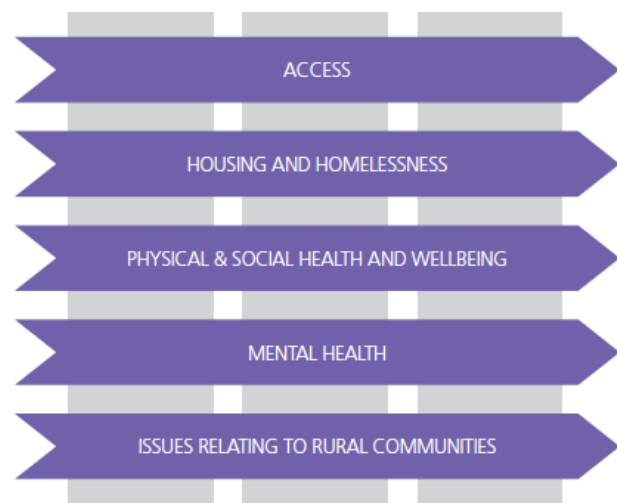 ACCESS
HOUSING AND HOMELESSNESS
PHYSICAL & SOCIAL HEALTH AND WELLBEING
MENTAL HEALTH
ISSUES RELATING TO RURAL COMMUNITIES